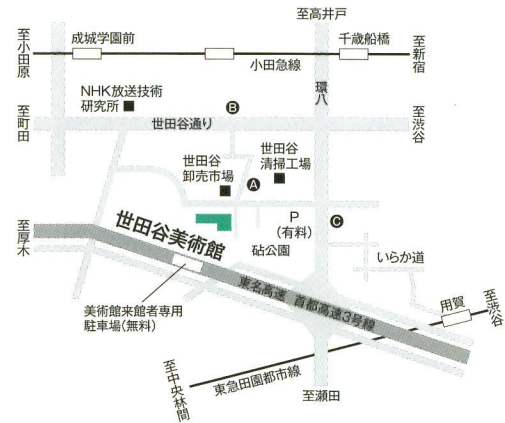 至高井戸
至小田原
成城学園前
千歳船橋
至新宿
小田急線
環八
NHK放送技術
研究所
B
至町田
世田谷通り
至渋谷
世田谷
卸売市場
世田谷
清掃工場
A
P
(有料)
C
砧公園
世田谷美術館
至厚木
いらか道
美術館来館者専用
駐車場(無料)
東名高速 首都高速3号線
用賀
至渋谷
至中央林間
東急田園都市線
至瀬田